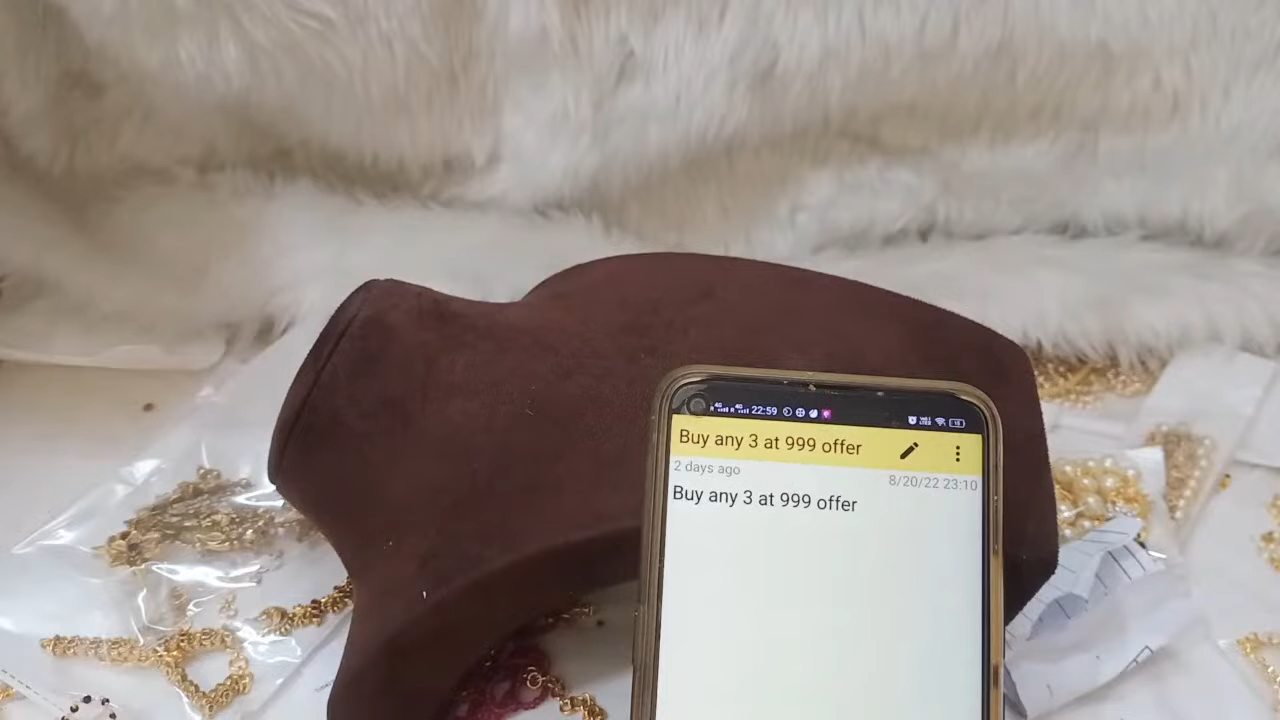 22:59
Buy any 3 at 999 offer
2 days ago
8/20/22 23:10
Buy any 3 at 999 offer